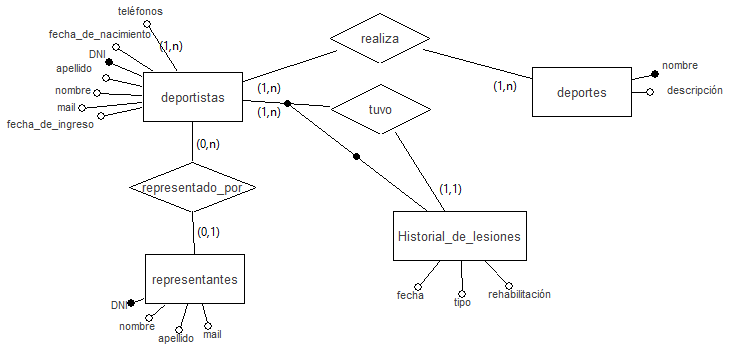 teléfonos
fecha_de_nacimiento
(1,n)
realiza
DNI
apellido
nombre
mail
fecha_de_ingreso
deportistas
(1,n)
(1,n)
(1,n)
deportes
nombre
descripción
tuvo
(0,n)
representado_por
(1,1)
(0,1)
Historial_de_lesiones
representantes
fecha
tipo
rehabilitación
DNI
nombre
apellido
mail